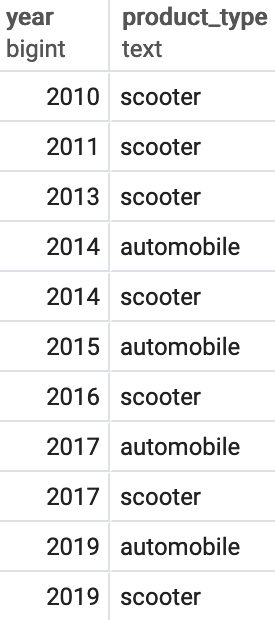 year product_type
bigint text
2010 scooter
2011 scooter
2013 scooter
2014 automobile
2014 scooter
2015 automobile
2016 scooter
2017 automobile
2017 scooter
2019 automobile
2019 scooter